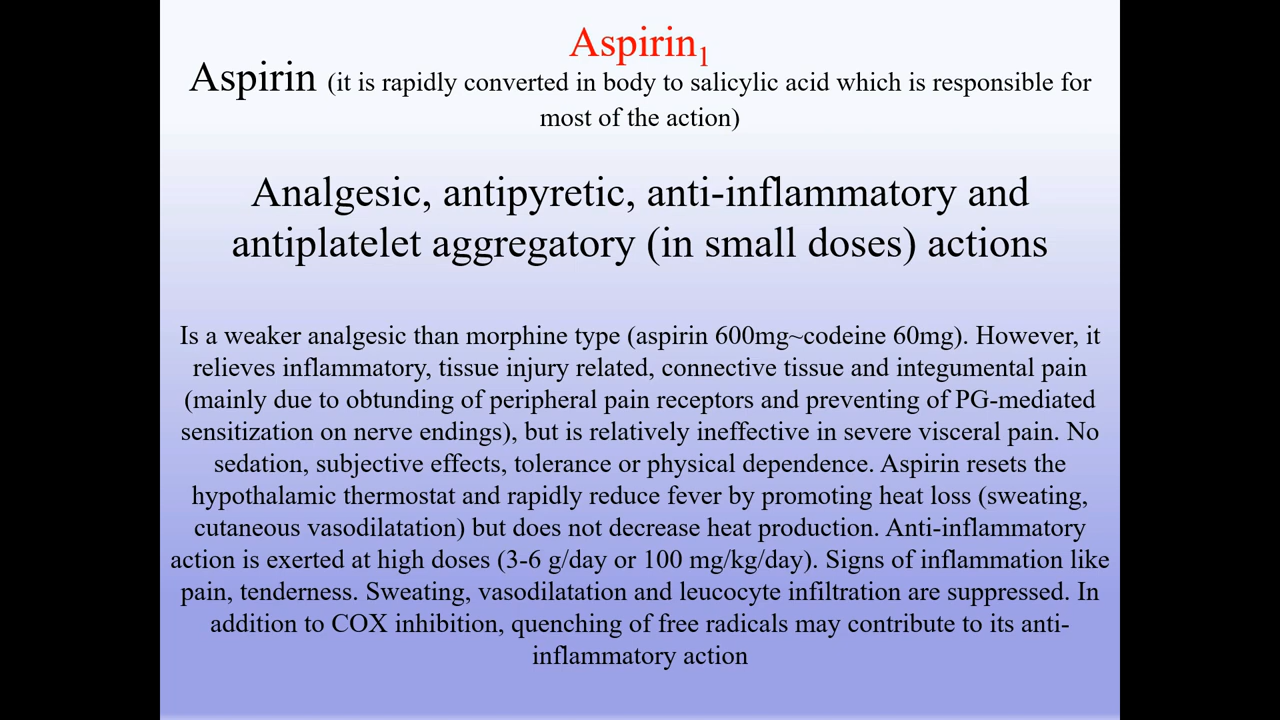 Aspirin1
Aspirin (it is rapidly converted in body to salicylic acid which is responsible for
most of the action)
Analgesic, antipyretic, anti-inflammatory and
antiplatelet aggregatory (in small doses) actions
Is a weaker analgesic than morphine type (aspirin 600mg~codeine 60mg). However, it
relieves inflammatory, tissue injury related, connective tissue and integumental pain
(mainly due to obtunding of peripheral pain receptors and preventing of PG-mediated
sensitization on nerve endings), but is relatively ineffective in severe visceral pain. No
sedation, subjective effects, tolerance or physical dependence. Aspirin resets the
hypothalamic thermostat and rapidly reduce fever by promoting heat loss (sweating,
cutaneous vasodilatation) but does not decrease heat production. Anti-inflammatory
action is exerted at high doses (3-6 g/day or 100 mg/kg/day). Signs of inflammation like
pain, tenderness. Sweating, vasodilatation and leucocyte infiltration are suppressed. In
addition to COX inhibition, quenching of free radicals may contribute to its anti-
inflammatory action